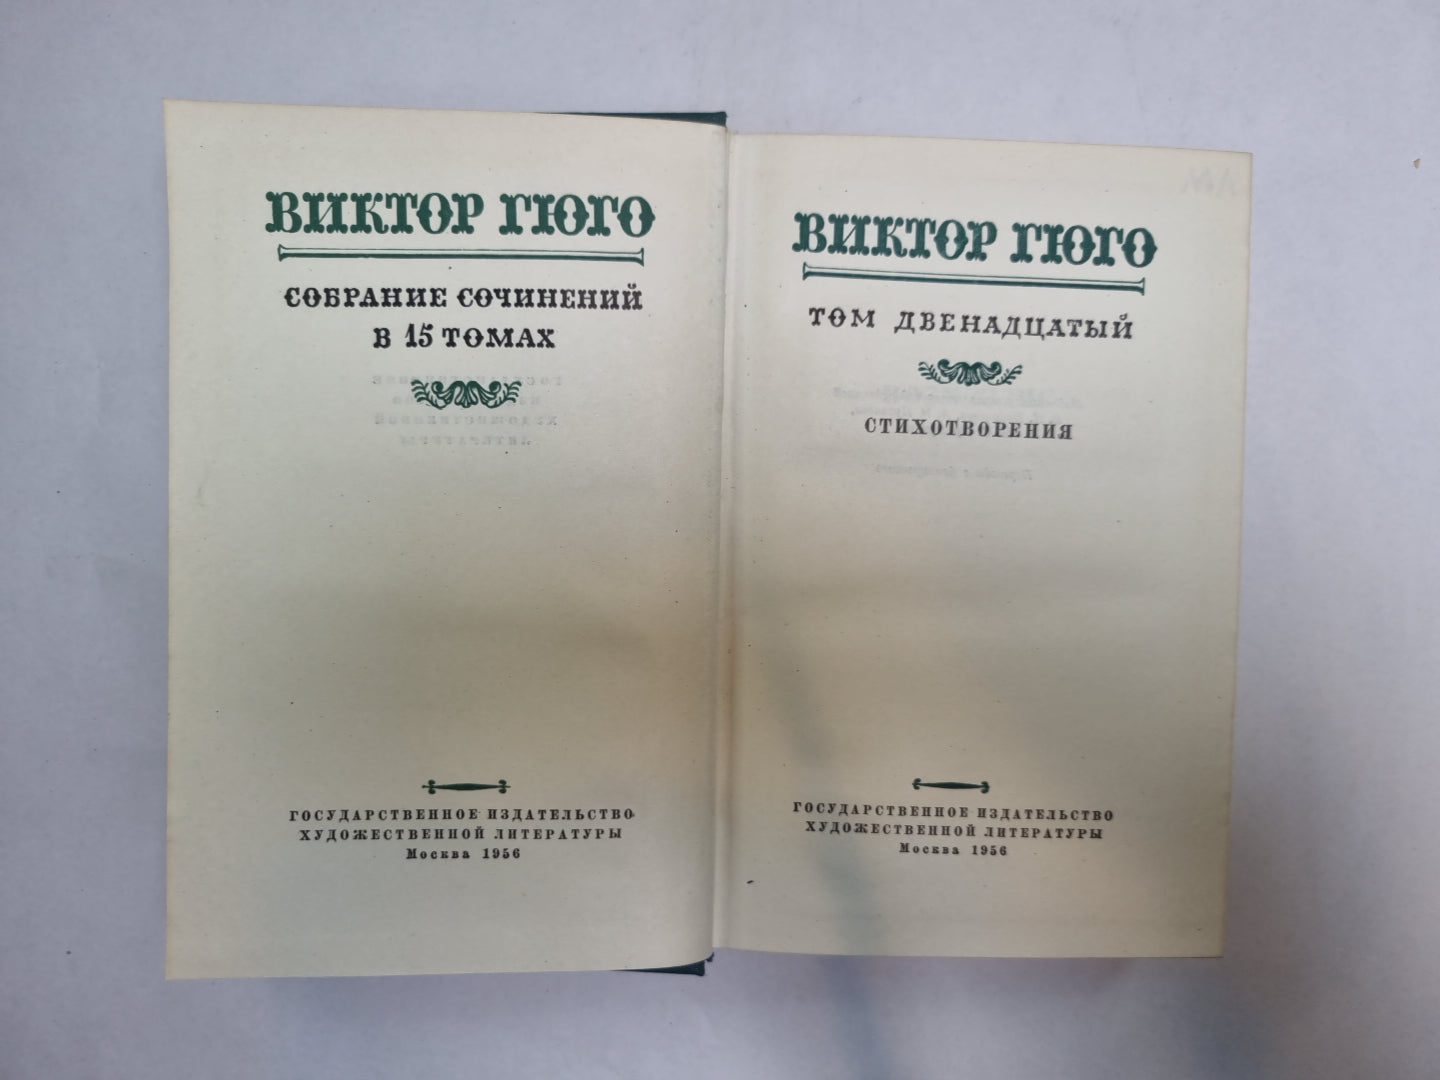 ВИКТОР ГЮГО
СОБРАНИЕ СОЧИНЕНИЙ
В 15 ТОМАХ
ГОСУДАРСТВЕННОЕ ИЗДАТЕЛЬСТВО
ХУДОЖЕСТВЕННОЙ ЛИТЕРАТУРЫ
Москва 1956
ВИКТОР ГЮГО
ТОМ ДВЕНАДЦАТЫЙ
СТИХОТВОРЕНИЯ
ГОСУДАРСТВЕННОЕ ИЗДАТЕЛЬСТВО
ХУДОЖЕСТВЕННОЙ ЛИТЕРАТУРЫ
Москва 1956